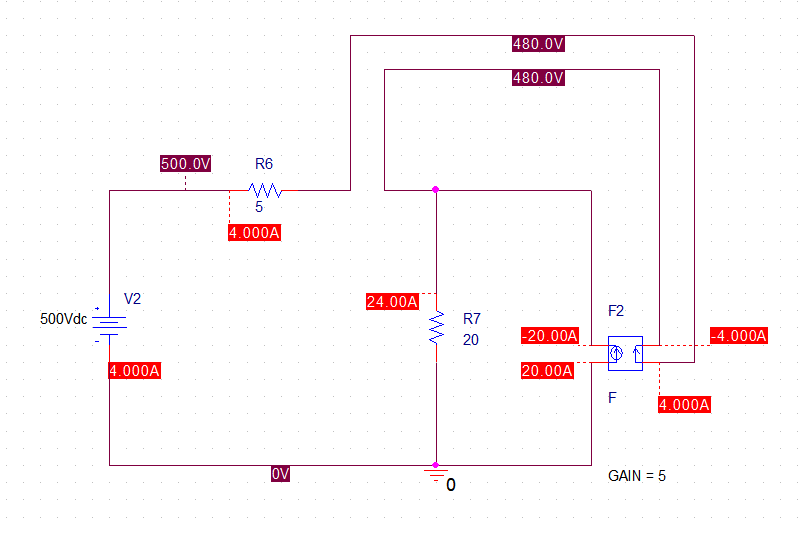 480.0V
480.0V
500.0V
R6
5
4.000A
V2
500Vdc
+
-
4.000A
24.00A
R7
20
F2
-20.00A
-4.000A
20.00A
F
4.000A
0V
0
GAIN = 5